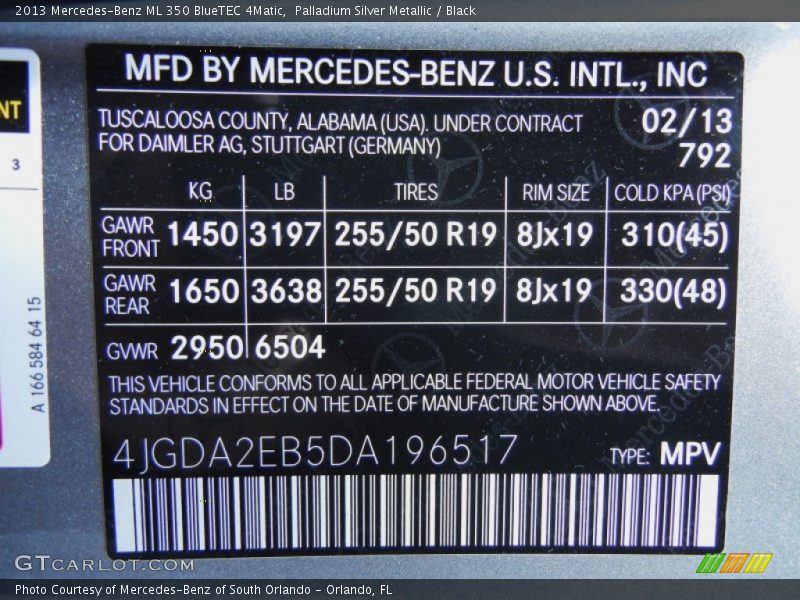 2013 Mercedes-Benz ML 350 BlueTEC 4Matic, Palladium Silver Metallic / Black
NT
3
A 166 584 64 15
MFD BY MERCEDES-BENZ U.S. INTL., INC
TUSCALOOSA COUNTY, ALABAMA (USA). UNDER CONTRACT 02/13
FOR DAIMLER AG, STUTTGART (GERMANY) 792
KG LB TIRES RIM SIZE COLD KPA (PSI)
GAWR FRONT 1450 3197 255/50 R19 8Jx19 310(45)
GAWR REAR 1650 3638 255/50 R19 8Jx19 330(48)
GVWR 2950 6504
THIS VEHICLE CONFORMS TO ALL APPLICABLE FEDERAL MOTOR VEHICLE SAFETY
STANDARDS IN EFFECT ON THE DATE OF MANUFACTURE SHOWN ABOVE.
4JGDA2EB5DA196517 TYPE: MPV
GTCARLOT.COM
Photo Courtesy of Mercedes-Benz of South Orlando - Orlando, FL